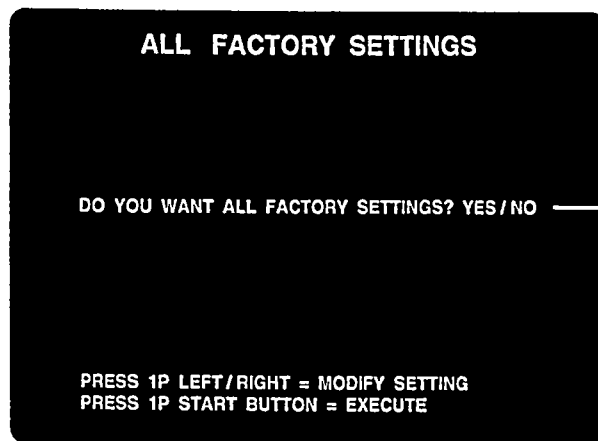 ALL FACTORY SETTINGS
DO YOU WANT ALL FACTORY SETTINGS? YES / NO
PRESS 1P LEFT / RIGHT = MODIFY SETTING
PRESS 1P START BUTTON = EXECUTE